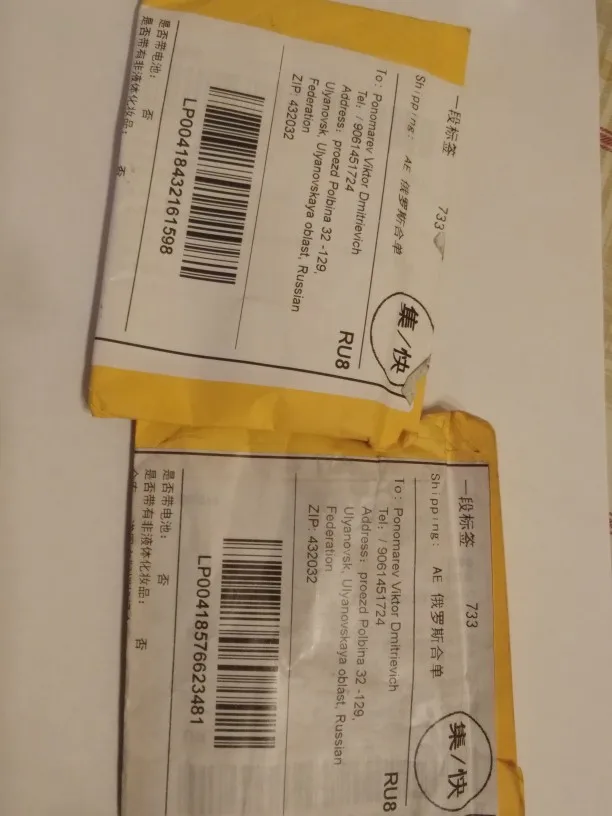 一段标签 733
Shipping: AE 俄罗斯合单
集/快
To: Ponomarev Viktor Dmitrievich
Tel: / 9061451724
Address: proezd Polbina 32 -129,
Ulyanovsk, Ulyanovskaya oblast, Russian
Federation
ZIP: 432032
RU8
LP00418432161598
是否带电池: 否
是否带有非液体化妆品: 否
一段标签 733
Shipping: AE 俄罗斯合单
集/快
To: Ponomarev Viktor Dmitrievich
Tel: / 9061451724
Address: proezd Polbina 32 -129,
Ulyanovsk, Ulyanovskaya oblast, Russian
Federation
ZIP: 432032
RU8
LP00418576623481
是否带电池: 否
是否带有非液体化妆品: 否